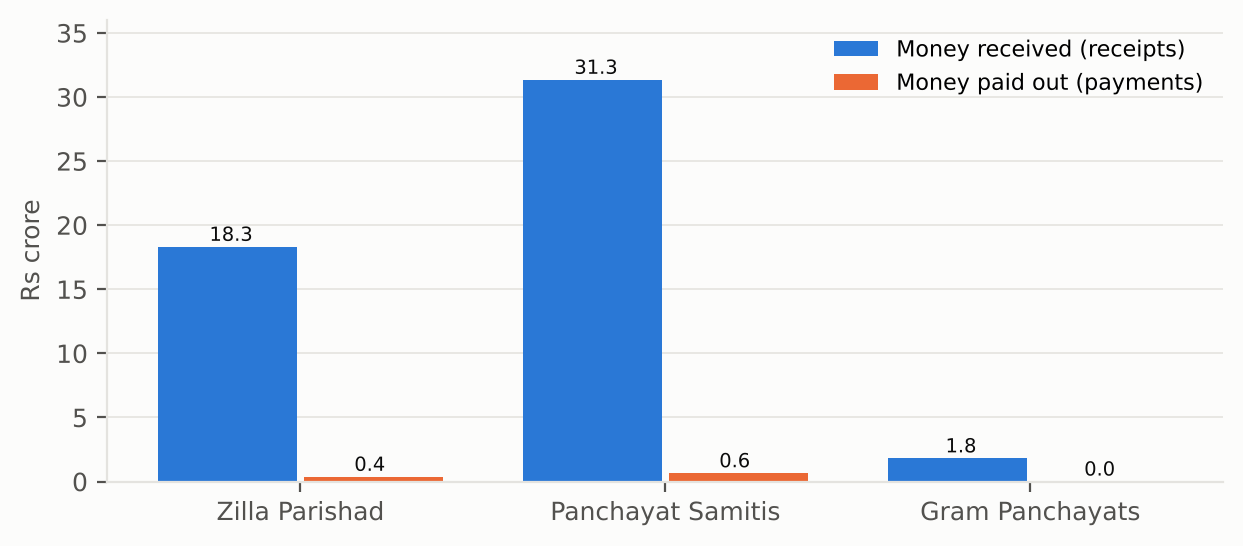 35
30
25
20
15
10
5
0
Rs crore
Money received (receipts)
Money paid out (payments)
18.3
0.4
31.3
0.6
1.8
0.0
Zilla Parishad
Panchayat Samitis
Gram Panchayats